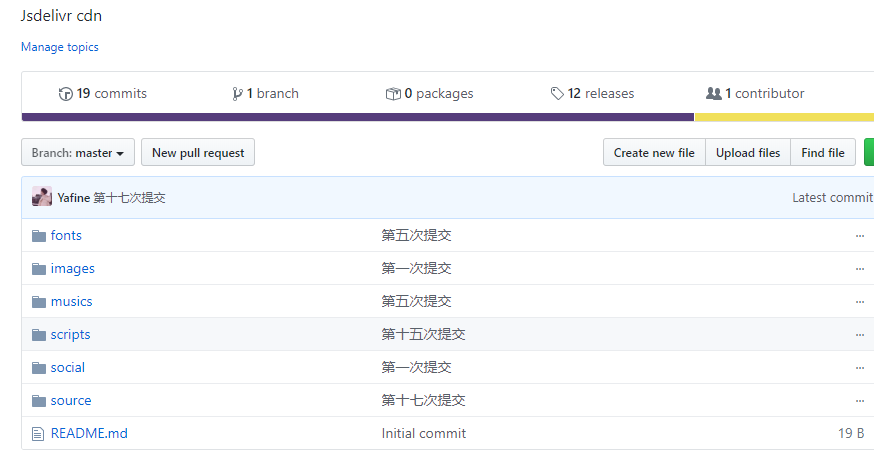 Jsdelivr cdn
Manage topics
19 commits 1 branch 0 packages 12 releases 1 contributor
Branch: master New pull request Create new file Upload files Find file
Yafine 第十七次提交 Latest commit
fonts 第五次提交 ...
images 第一次提交 ...
musics 第五次提交 ...
scripts 第十五次提交 ...
social 第一次提交 ...
source 第十七次提交 ...
README.md Initial commit 19 B